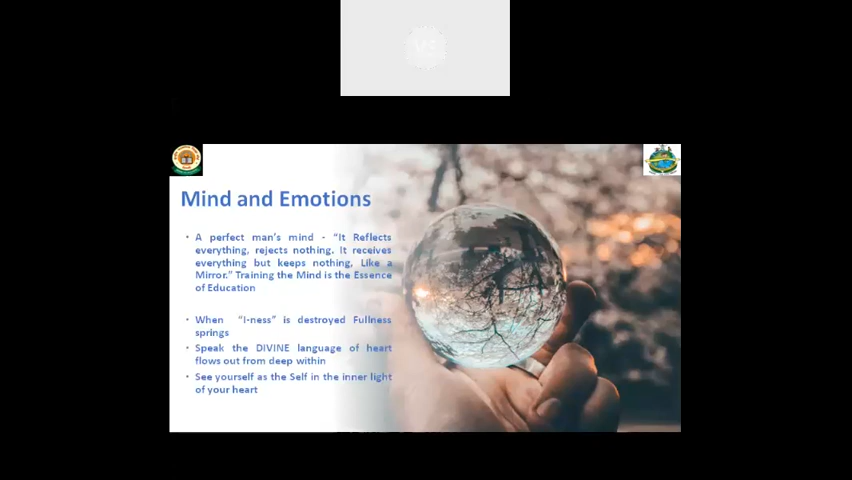 Mind and Emotions
• A perfect man's mind - "It Reflects
everything, rejects nothing, It receives
everything but keeps nothing, Like a
Mirror." Training the Mind is the Essence
of Education
• When "I-ness" is destroyed Fullness
springs
• Speak the DIVINE language of heart
flows out from deep within
• See yourself as the Self in the inner light
of your heart